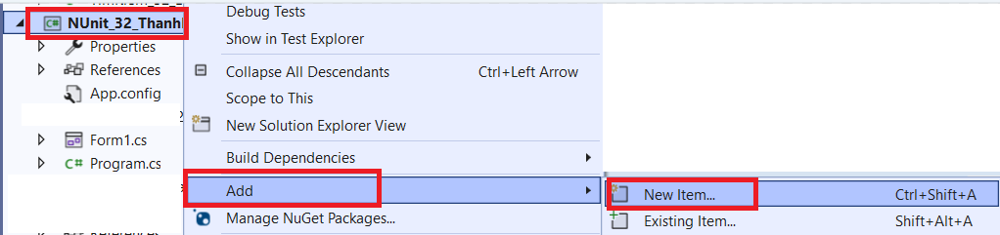 Debug Tests
NUnit_32_Thanh
Properties
Show in Test Explorer
References
Collapse All Descendants Ctrl+Left Arrow
App.config
Scope to This
New Solution Explorer View
Form1.cs
Program.cs
Build Dependencies
Add
New Item... Ctrl+Shift+A
Manage NuGet Packages...
Existing Item... Shift+Alt+A